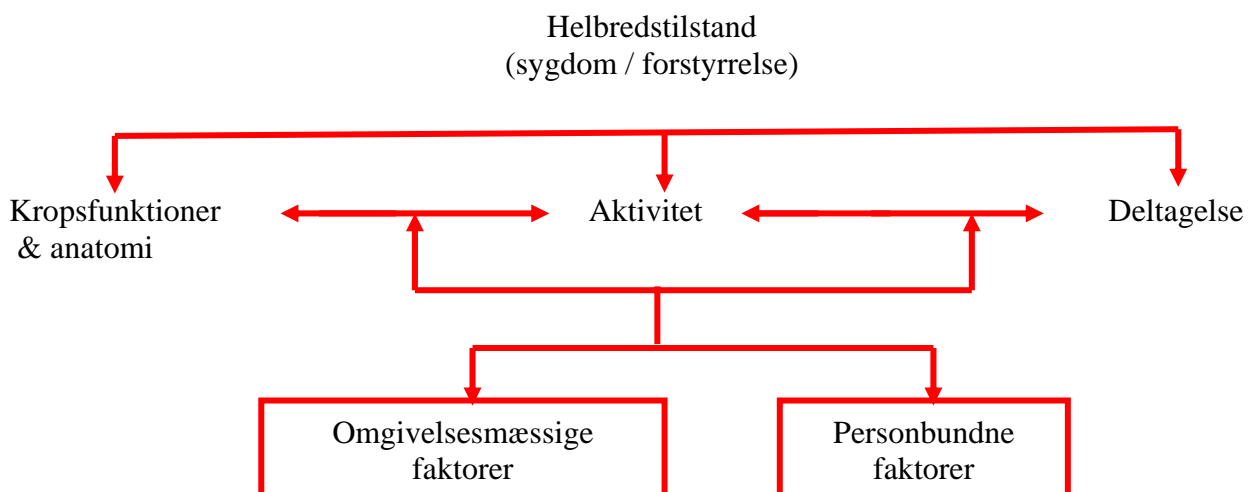 Helbredstilstand
(sygdom / forstyrrelse)
Kropsfunktioner
& anatomi
Aktivitet
Deltagelse
Omgivelsesmæssige
faktorer
Personbundne
faktorer